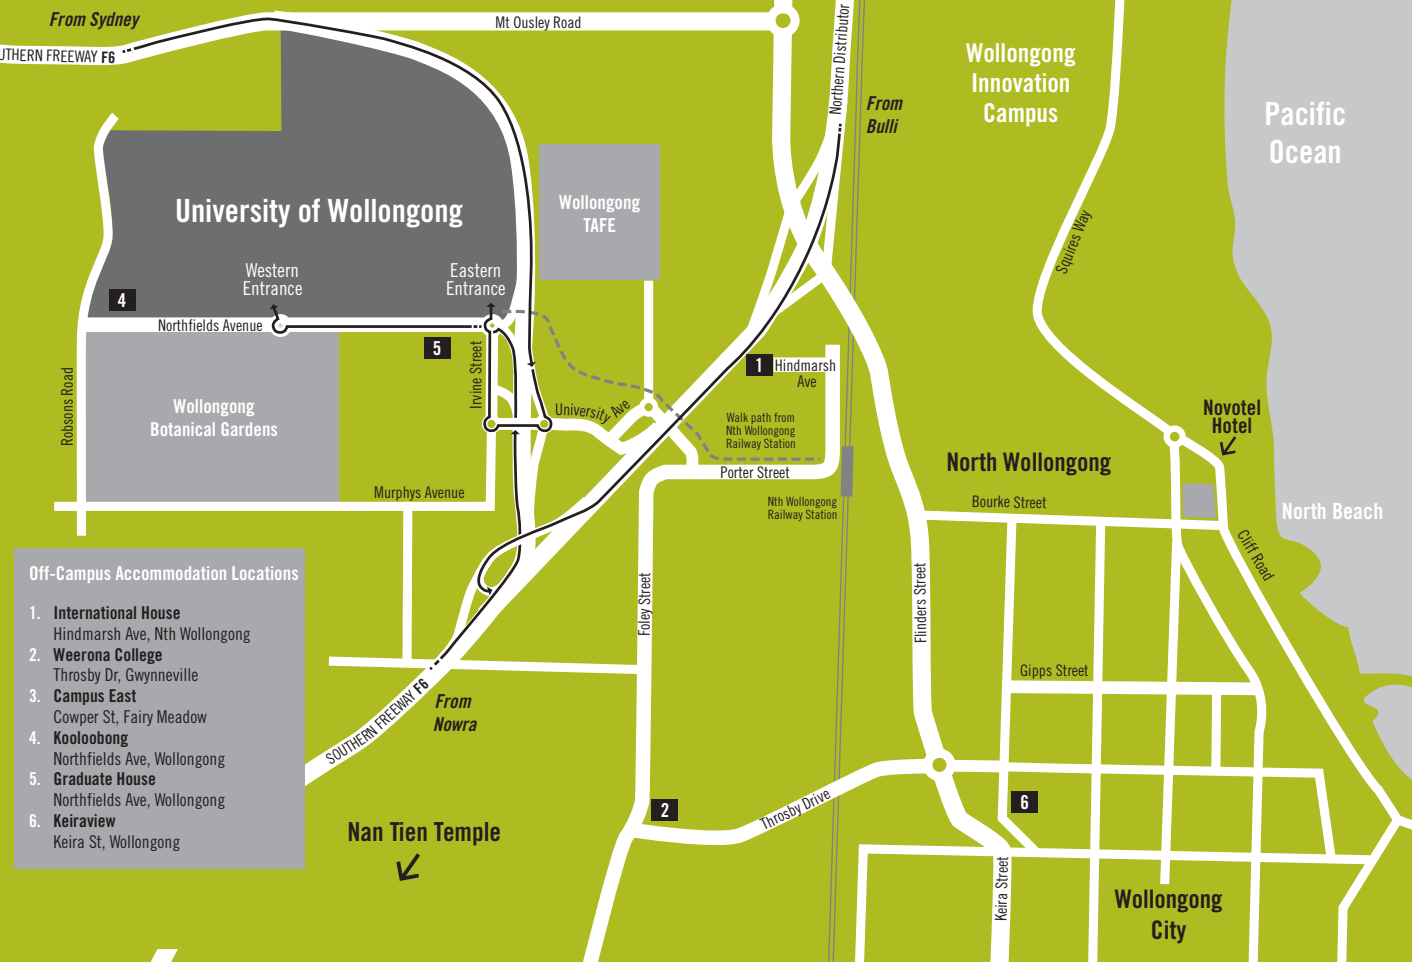 From Sydney
UTHERN FREEWAY F6
Mt Ousley Road
Northern Distributor
From
Bulli
Wollongong
Innovation
Campus
Pacific
Ocean
University of Wollongong
Wollongong
TAFE
Squires Way
Western
Entrance
Eastern
Entrance
4
Northfields Avenue
5
Irvine Street
Robsons Road
Wollongong
Botanical Gardens
University Ave
1
Hindmarsh
Ave
Walk path from
Nth Wollongong
Railway Station
Porter Street
Nth Wollongong
Railway Station
Murphys Avenue
North Wollongong
Novotel
Hotel
Bourke Street
North Beach
Cliff Road
Foley Street
Flinders Street
Gipps Street
Off-Campus Accommodation Locations
1. International House
Hindmarsh Ave, Nth Wollongong
2. Weerona College
Throsby Dr, Gwynneville
3. Campus East
Cowper St, Fairy Meadow
4. Kooloobong
Northfields Ave, Wollongong
5. Graduate House
Northfields Ave, Wollongong
6. Keiraview
Keira St, Wollongong
SOUTHERN FREEWAY F6
From
Nowra
Nan Tien Temple
2
Throsby Drive
6
Keira Street
Wollongong
City